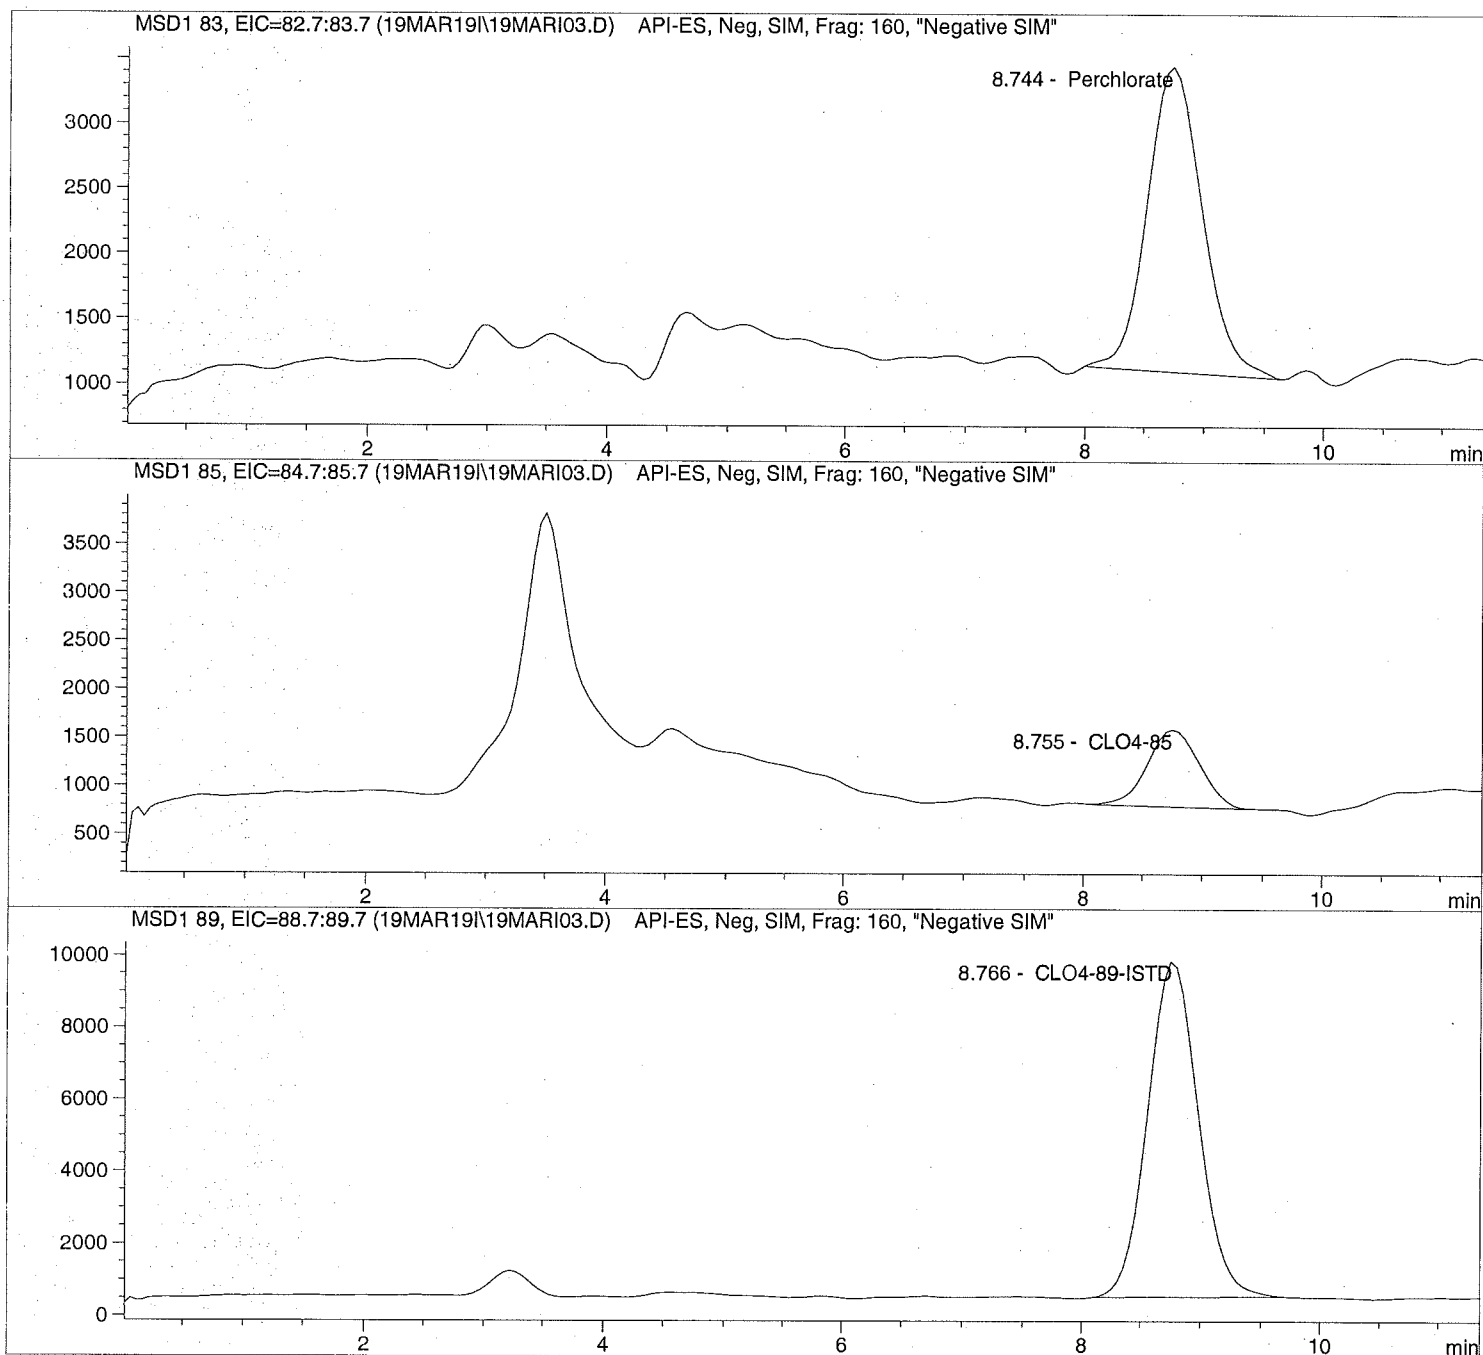 MSD1 83, EIC=82.7:83.7 (19MAR19I\19MARI03.D) API-ES, Neg, SIM, Frag: 160, "Negative SIM"
8.744 - Perchlorate
3000
2500
2000
1500
1000
2 4 6 8 10 min
MSD1 85, EIC=84.7:85.7 (19MAR19I\19MARI03.D) API-ES, Neg, SIM, Frag: 160, "Negative SIM"
3500
3000
2500
2000
1500
8.755 - CLO4-85
1000
500
2 4 6 8 10 min
MSD1 89, EIC=88.7:89.7 (19MAR19I\19MARI03.D) API-ES, Neg, SIM, Frag: 160, "Negative SIM"
10000
8.766 - CLO4-89-ISTD
8000
6000
4000
2000
0
2 4 6 8 10 min